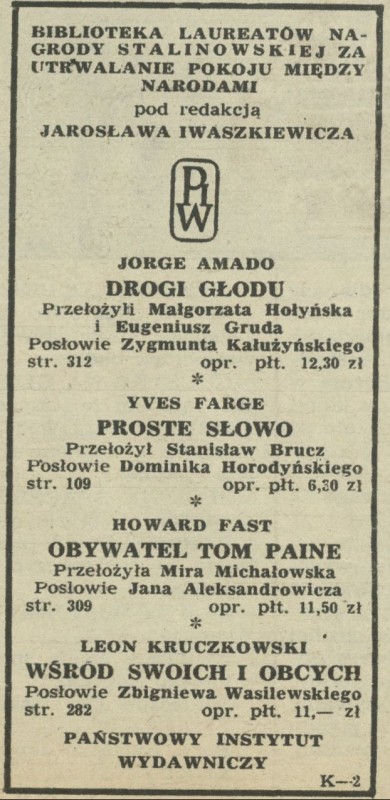 BIBLIOTEKA LAUREATÓW NA-
GRODY STALINOWSKIEJ ZA
UTRWALANIE POKOJU MIĘDZY
NARODAMI
pod redakcją
JAROSŁAWA IWASZKIEWICZA
PIW
JORGE AMADO
DROGI GŁODU
Przełożyli Małgorzata Hołyńska
i Eugeniusz Gruda
Posłowie Zygmunta Kałużyńskiego
str. 312 opr. płt. 12,30 zł
*
YVES FARGE
PROSTE SŁOWO
Przełożył Stanisław Brucz
Posłowie Dominika Horodyńskiego
str. 109 opr. płt. 6,30 zł
*
HOWARD FAST
OBYWATEL TOM PAINE
Przełożyła Mira Michałowska
Posłowie Jana Aleksandrowicza
str. 309 opr. płt. 11,50 zł
*
LEON KRUCZKOWSKI
WŚRÓD SWOICH I OBCYCH
Posłowie Zbigniewa Wasilewskiego
str. 282 opr. płt. 11,— zł
PAŃSTWOWY INSTYTUT
WYDAWNICZY
K—2